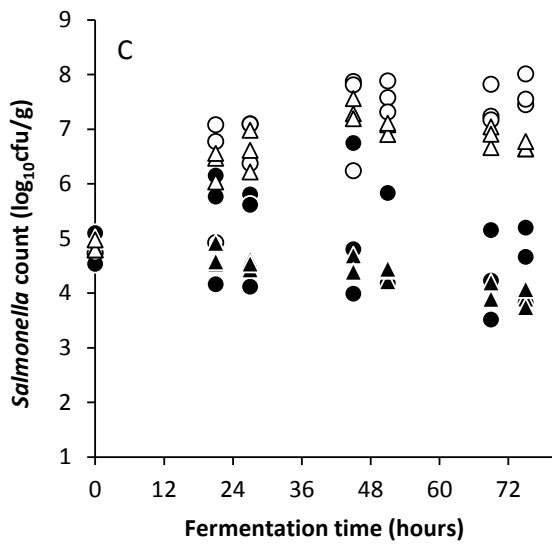 C
Salmonella count (log10cfu/g)
9
8
7
6
5
4
3
2
1
0 12 24 36 48 60 72
Fermentation time (hours)